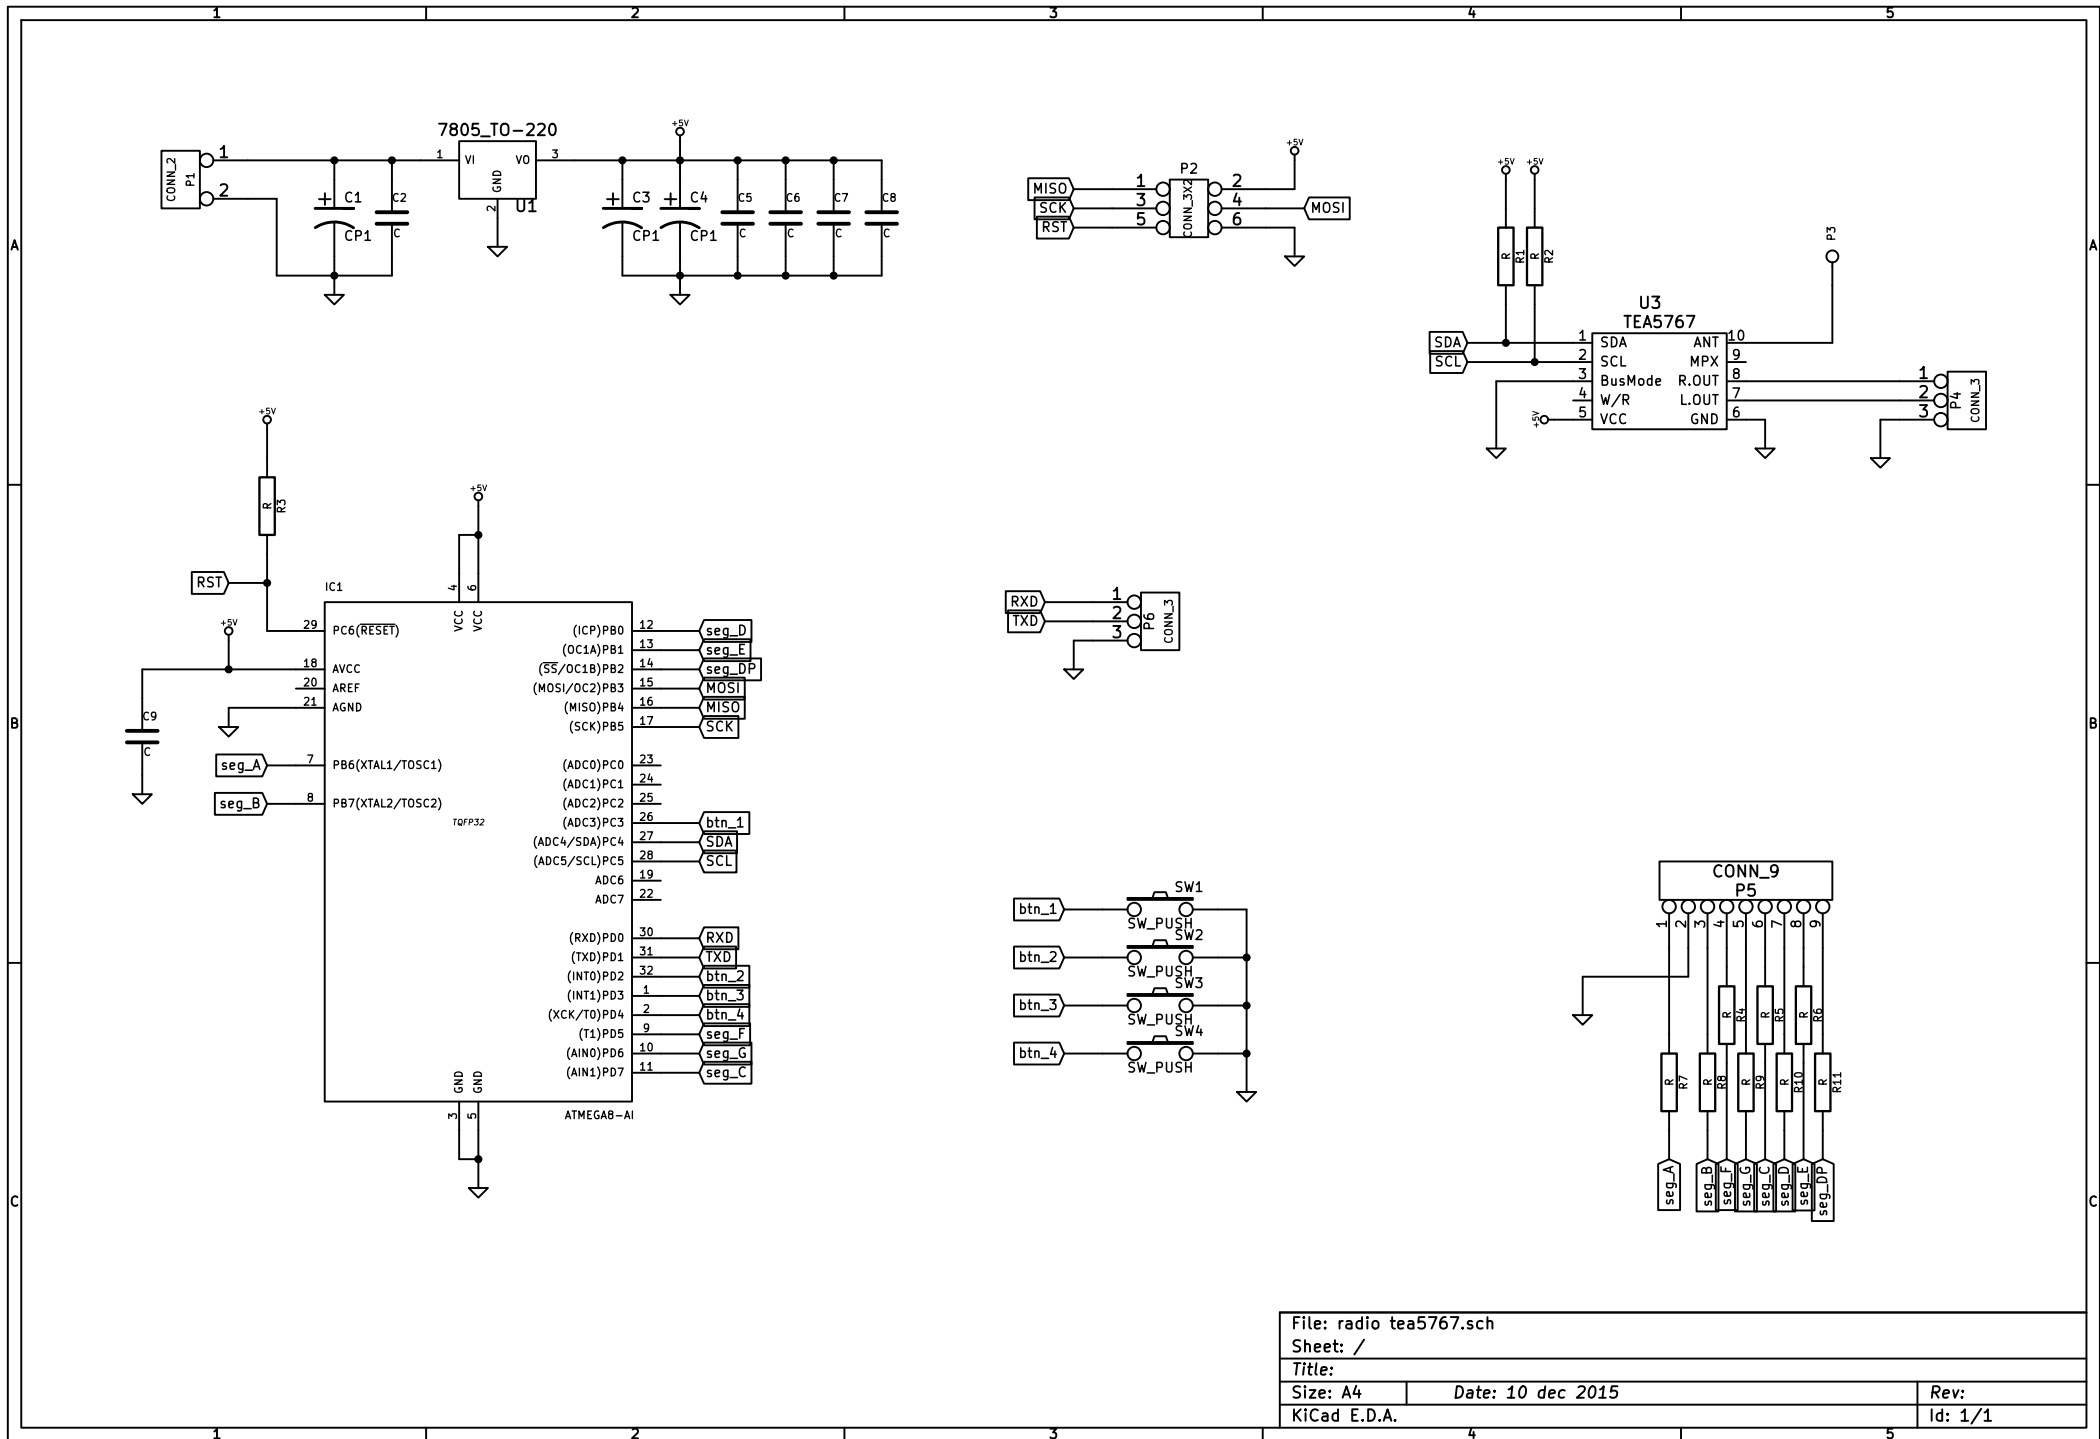 1 2 3 4 5
A
B
C
A
B
C
1 2 3 4 5
7805_TO-220
+5V
CONN_2
P1
1
2
1 VI VO 3
GND
2
U1
C1
CP1
C2
C
C3
CP1
C4
CP1
C5
C
C6
C
C7
C
C8
C
P2
CONN_3X2
+5V
MISO 1 2
SCK 3 4 MOSI
RST 5 6
+5V +5V
R R1
R R2
P3
U3
TEA5767
SDA 1 SDA ANT 10
SCL 2 SCL MPX 9
3 BusMode R.OUT 8
4 W/R L.OUT 7
+5V 5 VCC GND 6
1
2
3
P4
CONN_3
+5V
R R3
RST
+5V
IC1
4 6
VCC VCC
29 PC6(RESET)
+5V
18 AVCC
20 AREF
21 AGND
C9
C
seg_A 7 PB6(XTAL1/TOSC1)
seg_B 8 PB7(XTAL2/TOSC2)
TQFP32
(ICP)PB0 12 seg_D
(OC1A)PB1 13 seg_E
(SS/OC1B)PB2 14 seg_DP
(MOSI/OC2)PB3 15 MOSI
(MISO)PB4 16 MISO
(SCK)PB5 17 SCK
(ADC0)PC0 23
(ADC1)PC1 24
(ADC2)PC2 25
(ADC3)PC3 26 btn_1
(ADC4/SDA)PC4 27 SDA
(ADC5/SCL)PC5 28 SCL
ADC6 19
ADC7 22
(RXD)PD0 30 RXD
(TXD)PD1 31 TXD
(INT0)PD2 32 btn_2
(INT1)PD3 1 btn_3
(XCK/T0)PD4 2 btn_4
(T1)PD5 9 seg_F
(AIN0)PD6 10 seg_G
(AIN1)PD7 11 seg_C
GND GND
3 5
ATMEGA8-AI
RXD 1
TXD 2
3
P6
CONN_3
btn_1 SW1
SW_PUSH
btn_2 SW2
SW_PUSH
btn_3 SW3
SW_PUSH
btn_4 SW4
SW_PUSH
CONN_9
P5
1 2 3 4 5 6 7 8 9
R R4
R R5
R R6
R R7
R R8
R R9
R R10
R R11
seg_A seg_B seg_F seg_G seg_C seg_D seg_E seg_DP
File: radio tea5767.sch
Sheet: /
Title:
Size: A4 Date: 10 dec 2015 Rev:
KiCad E.D.A. Id: 1/1